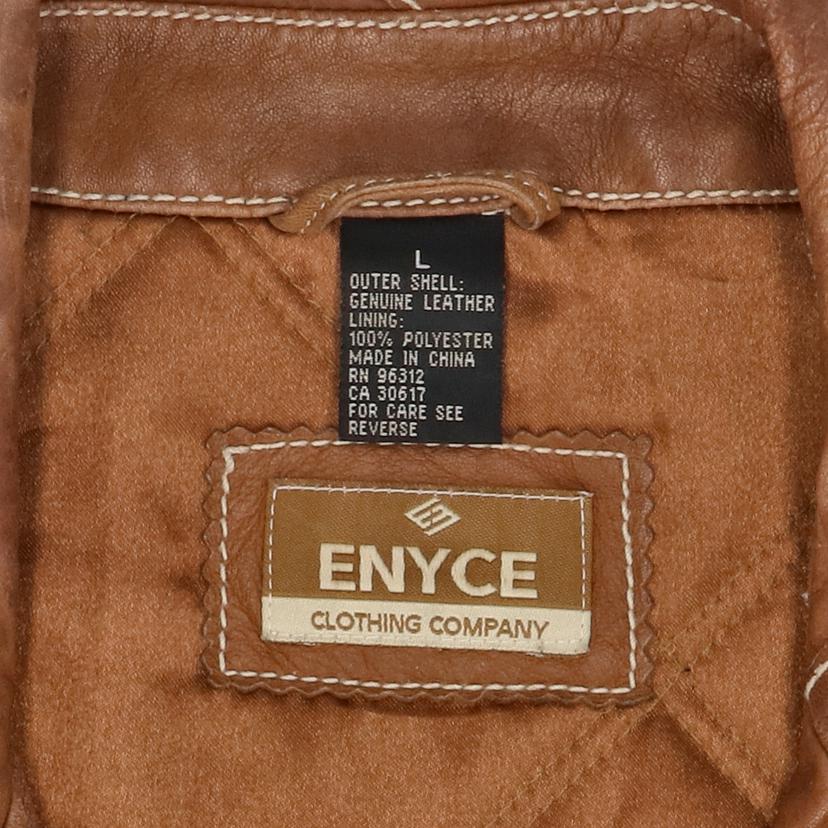 L
OUTER SHELL:
GENUINE LEATHER
LINING:
100% POLYESTER
MADE IN CHINA
RN 96312
CA 30617
FOR CARE SEE
REVERSE
ENYCE
CLOTHING COMPANY